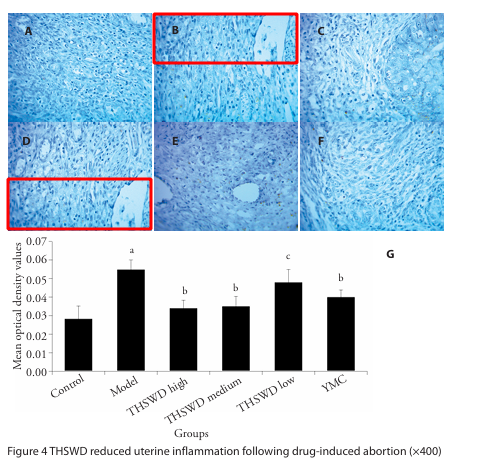 A
B
C
D
E
F
G
0.07
0.06
0.05
0.04
0.03
0.02
0.01
0.00
Mean optical density values
a
b
b
c
b
Control
Model
THSWD high
THSWD medium
THSWD low
YMC
Groups
Figure 4 THSWD reduced uterine inflammation following drug-induced abortion (×400)